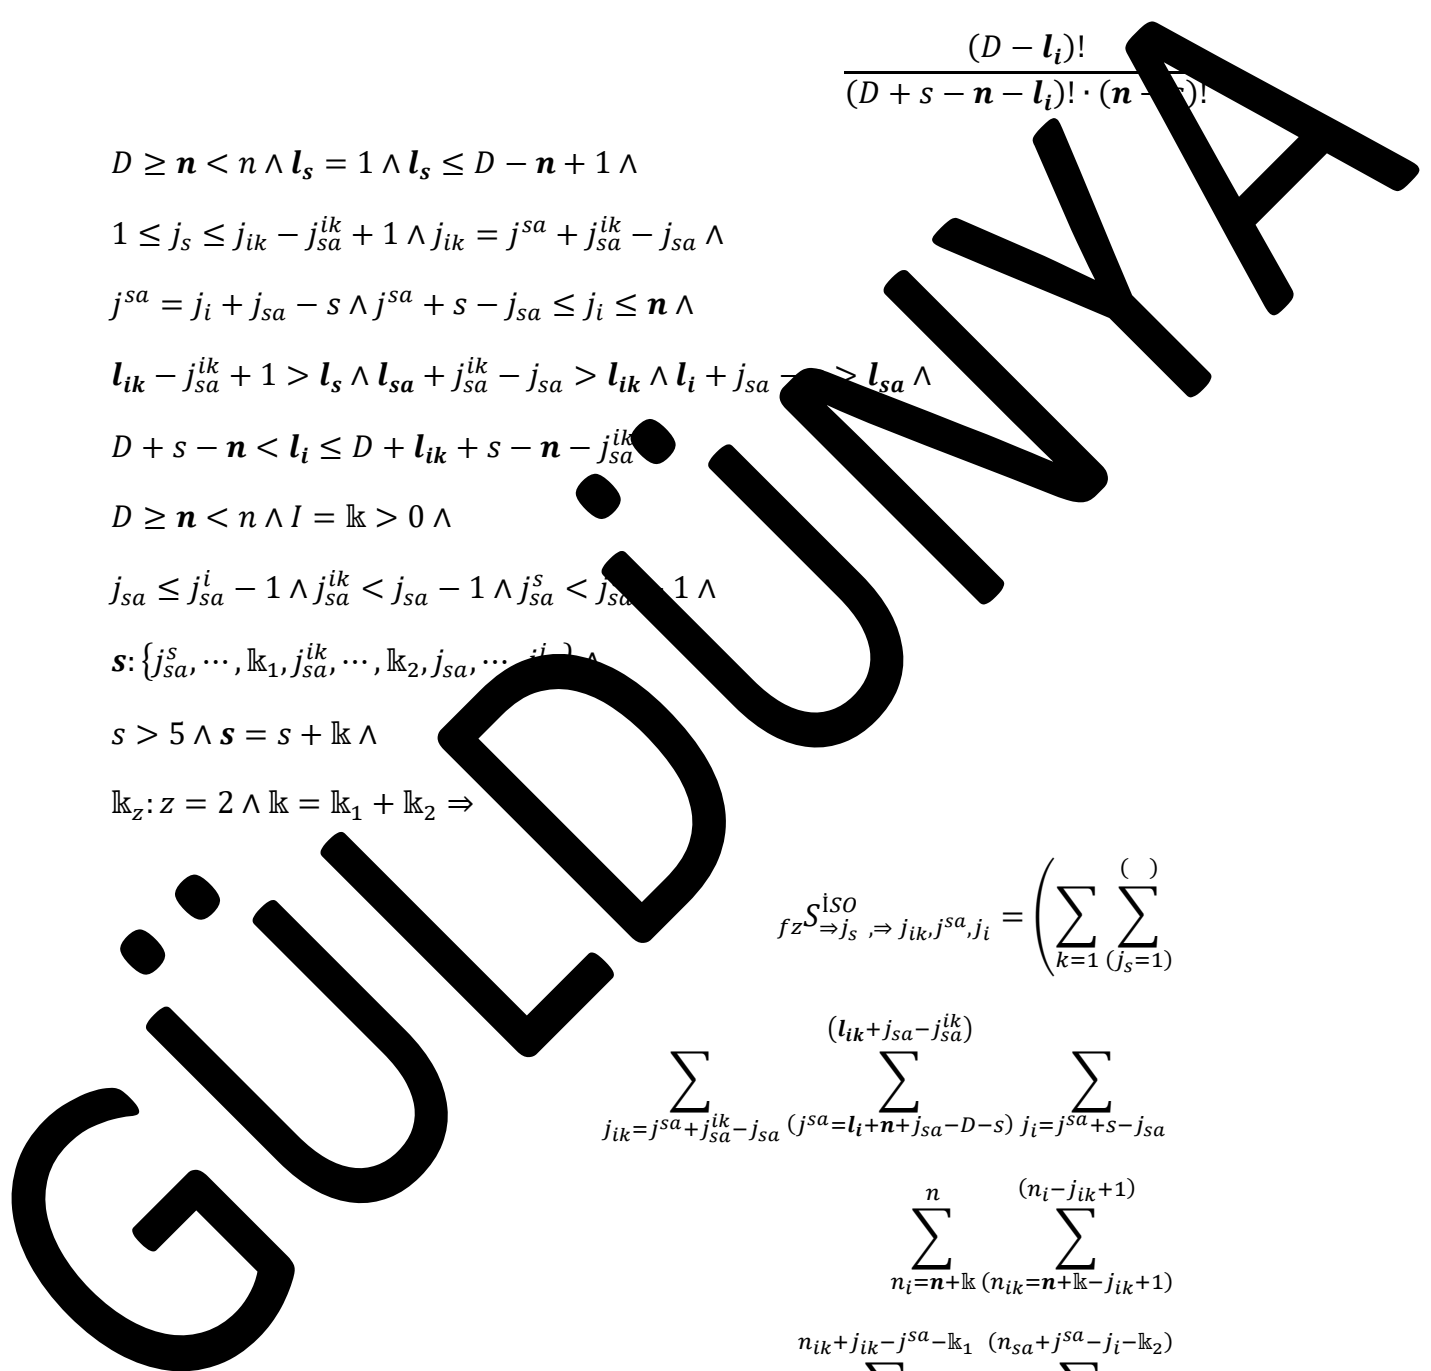 (D − l_i)!
(D + s − n − l_i)! · (n − s)!
D ≥ n < n ∧ l_s = 1 ∧ l_s ≤ D − n + 1 ∧
1 ≤ j_s ≤ j_ik − j_sa^ik + 1 ∧ j_ik = j^sa + j_sa^ik − j_sa ∧
j^sa = j_i + j_sa − s ∧ j^sa + s − j_sa ≤ j_i ≤ n ∧
l_ik − j_sa^ik + 1 > l_s ∧ l_sa + j_sa^ik − j_sa > l_ik ∧ l_i + j_sa − > l_sa ∧
D + s − n < l_i ≤ D + l_ik + s − n − j_sa^ik
D ≥ n < n ∧ I = 𝕜 > 0 ∧
j_sa ≤ j_sa^i − 1 ∧ j_sa^ik < j_sa − 1 ∧ j_sa^s < j_sa 1 ∧
s: {j_sa^s, ⋯, 𝕜_1, j_sa^ik, ⋯, 𝕜_2, j_sa, ⋯ } ∧
s > 5 ∧ s = s + 𝕜 ∧
𝕜_z: z = 2 ∧ 𝕜 = 𝕜_1 + 𝕜_2 ⇒
fz S^İSO_⇒j_s ,⇒ j_ik, j^sa, j_i = ( ∑_{k=1} ∑_{(j_s=1)}^{( )}
∑_{j_ik=j^sa+j_sa^ik−j_sa} ∑_{(j^sa=l_i+n+j_sa−D−s)}^{(l_ik+j_sa−j_sa^ik)} ∑_{j_i=j^sa+s−j_sa}
∑_{n_i=n+𝕜}^{n} ∑_{(n_ik=n+𝕜−j_ik+1)}^{(n_i−j_ik+1)}
n_ik+j_ik−j^sa−𝕜_1 (n_sa+j^sa−j_i−𝕜_2)
GÜLDÜNYA